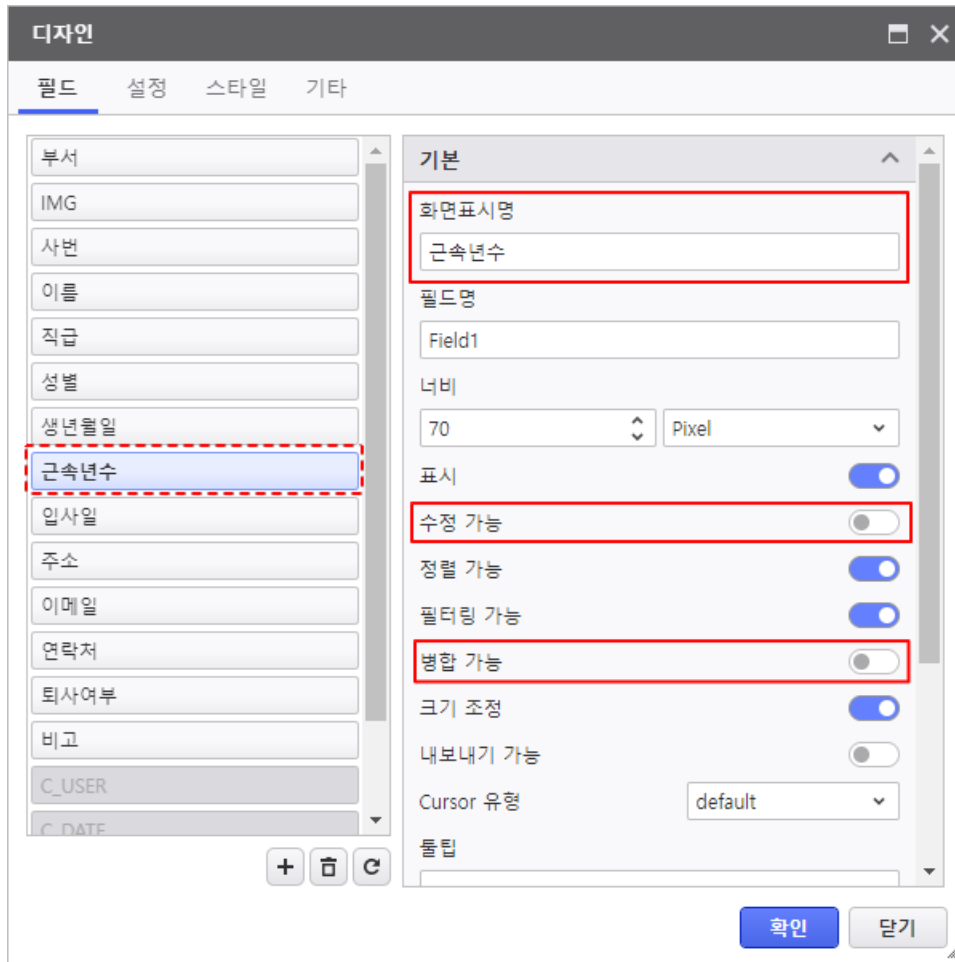 디자인
필드 설정 스타일 기타
부서
IMG
사번
이름
직급
성별
생년월일
근속년수
입사일
주소
이메일
연락처
퇴사여부
비고
C_USER
C_DATE
기본
화면표시명
근속년수
필드명
Field1
너비
70 Pixel
표시
수정 가능
정렬 가능
필터링 가능
병합 가능
크기 조정
내보내기 가능
Cursor 유형 default
툴팁
확인 닫기